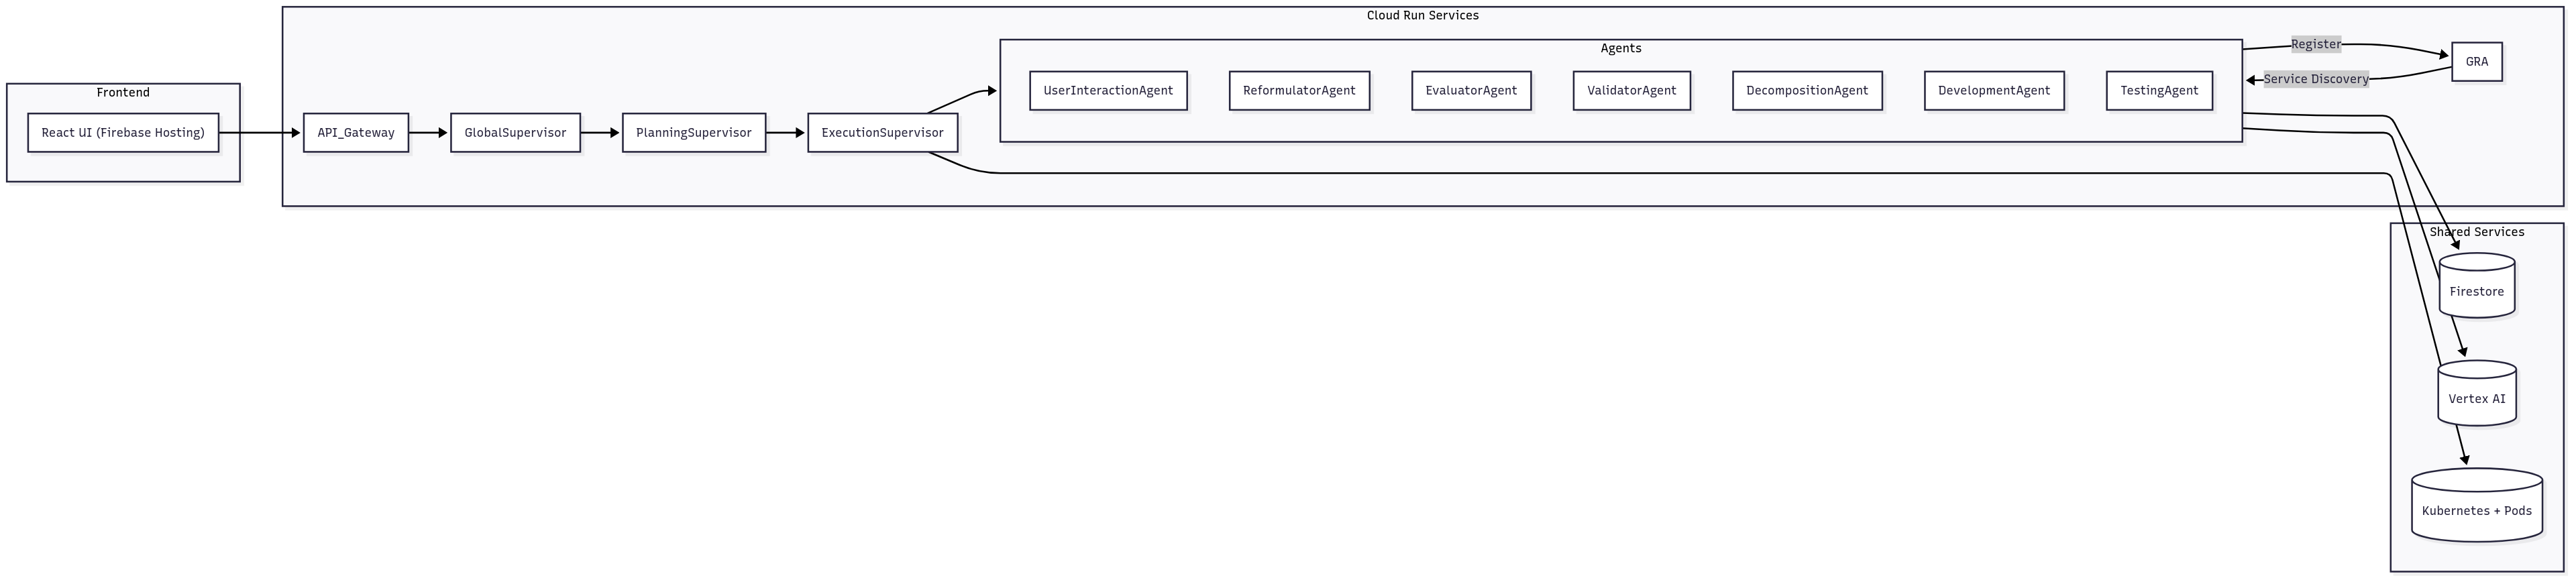 Cloud Run Services
Agents
Register
GRA
Service Discovery
UserInteractionAgent
ReformulatorAgent
EvaluatorAgent
ValidatorAgent
DecompositionAgent
DevelopmentAgent
TestingAgent
Frontend
React UI (Firebase Hosting)
API_Gateway
GlobalSupervisor
PlanningSupervisor
ExecutionSupervisor
Shared Services
Firestore
Vertex AI
Kubernetes + Pods